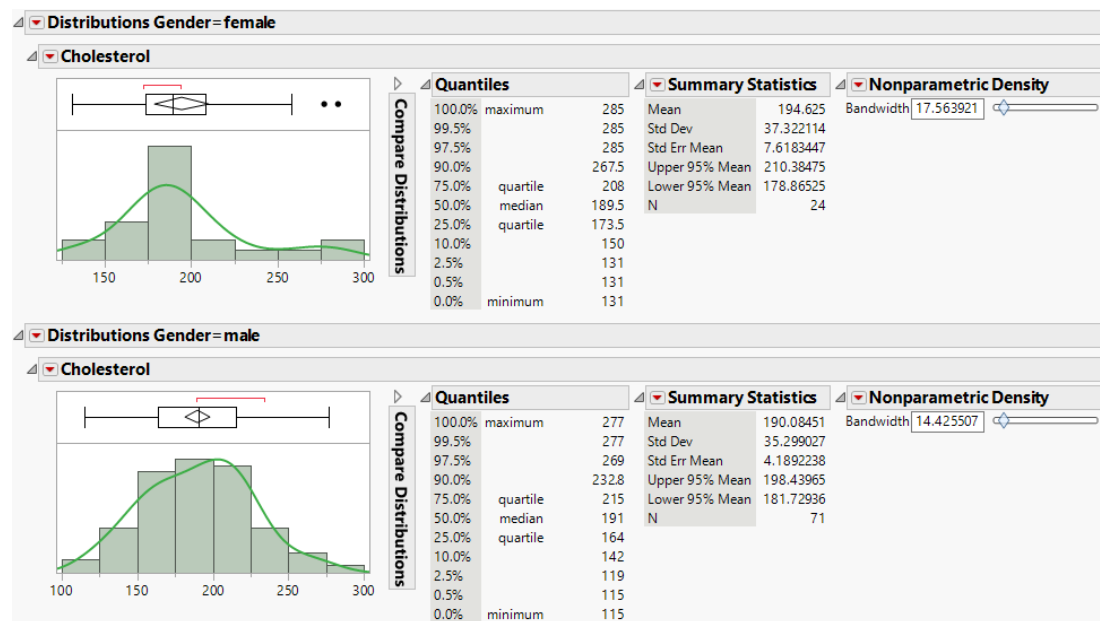 Distributions Gender=female
Cholesterol
150 200 250 300
Compare Distributions
Quantiles
100.0% maximum 285
99.5% 285
97.5% 285
90.0% 267.5
75.0% quartile 208
50.0% median 189.5
25.0% quartile 173.5
10.0% 150
2.5% 131
0.5% 131
0.0% minimum 131
Summary Statistics
Mean 194.625
Std Dev 37.322114
Std Err Mean 7.6183447
Upper 95% Mean 210.38475
Lower 95% Mean 178.86525
N 24
Nonparametric Density
Bandwidth 17.563921
Distributions Gender=male
Cholesterol
100 150 200 250 300
Compare Distributions
Quantiles
100.0% maximum 277
99.5% 277
97.5% 269
90.0% 232.8
75.0% quartile 215
50.0% median 191
25.0% quartile 164
10.0% 142
2.5% 119
0.5% 115
0.0% minimum 115
Summary Statistics
Mean 190.08451
Std Dev 35.299027
Std Err Mean 4.1892238
Upper 95% Mean 198.43965
Lower 95% Mean 181.72936
N 71
Nonparametric Density
Bandwidth 14.425507